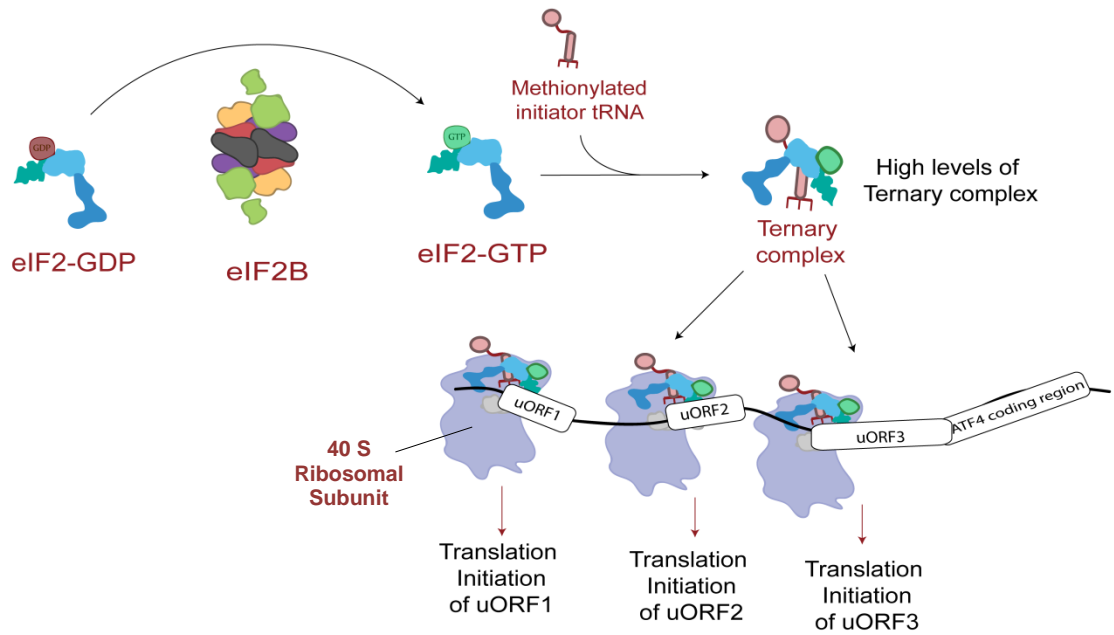 Methionylated
initiator tRNA
GDP
GTP
High levels of
Ternary complex
eIF2-GDP
eIF2B
eIF2-GTP
Ternary
complex
uORF1
uORF2
uORF3
ATF4 coding region
40 S
Ribosomal
Subunit
Translation
Initiation
of uORF1
Translation
Initiation
of uORF2
Translation
Initiation
of uORF3